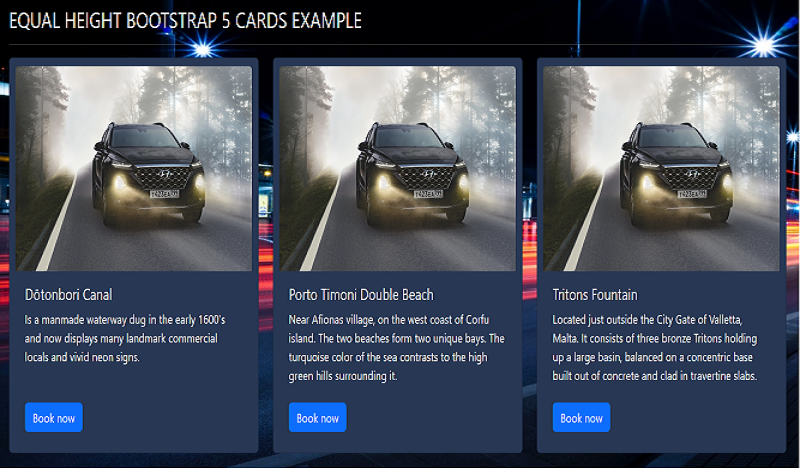 EQUAL HEIGHT BOOTSTRAP 5 CARDS EXAMPLE
Dōtonbori Canal
Is a manmade waterway dug in the early 1600's
and now displays many landmark commercial
locals and vivid neon signs.
Book now
Porto Timoni Double Beach
Near Afionas village, on the west coast of Corfu
island. The two beaches form two unique bays. The
turquoise color of the sea contrasts to the high
green hills surrounding it.
Book now
Tritons Fountain
Located just outside the City Gate of Valletta,
Malta. It consists of three bronze Tritons holding
up a large basin, balanced on a concentric base
built out of concrete and clad in travertine slabs.
Book now